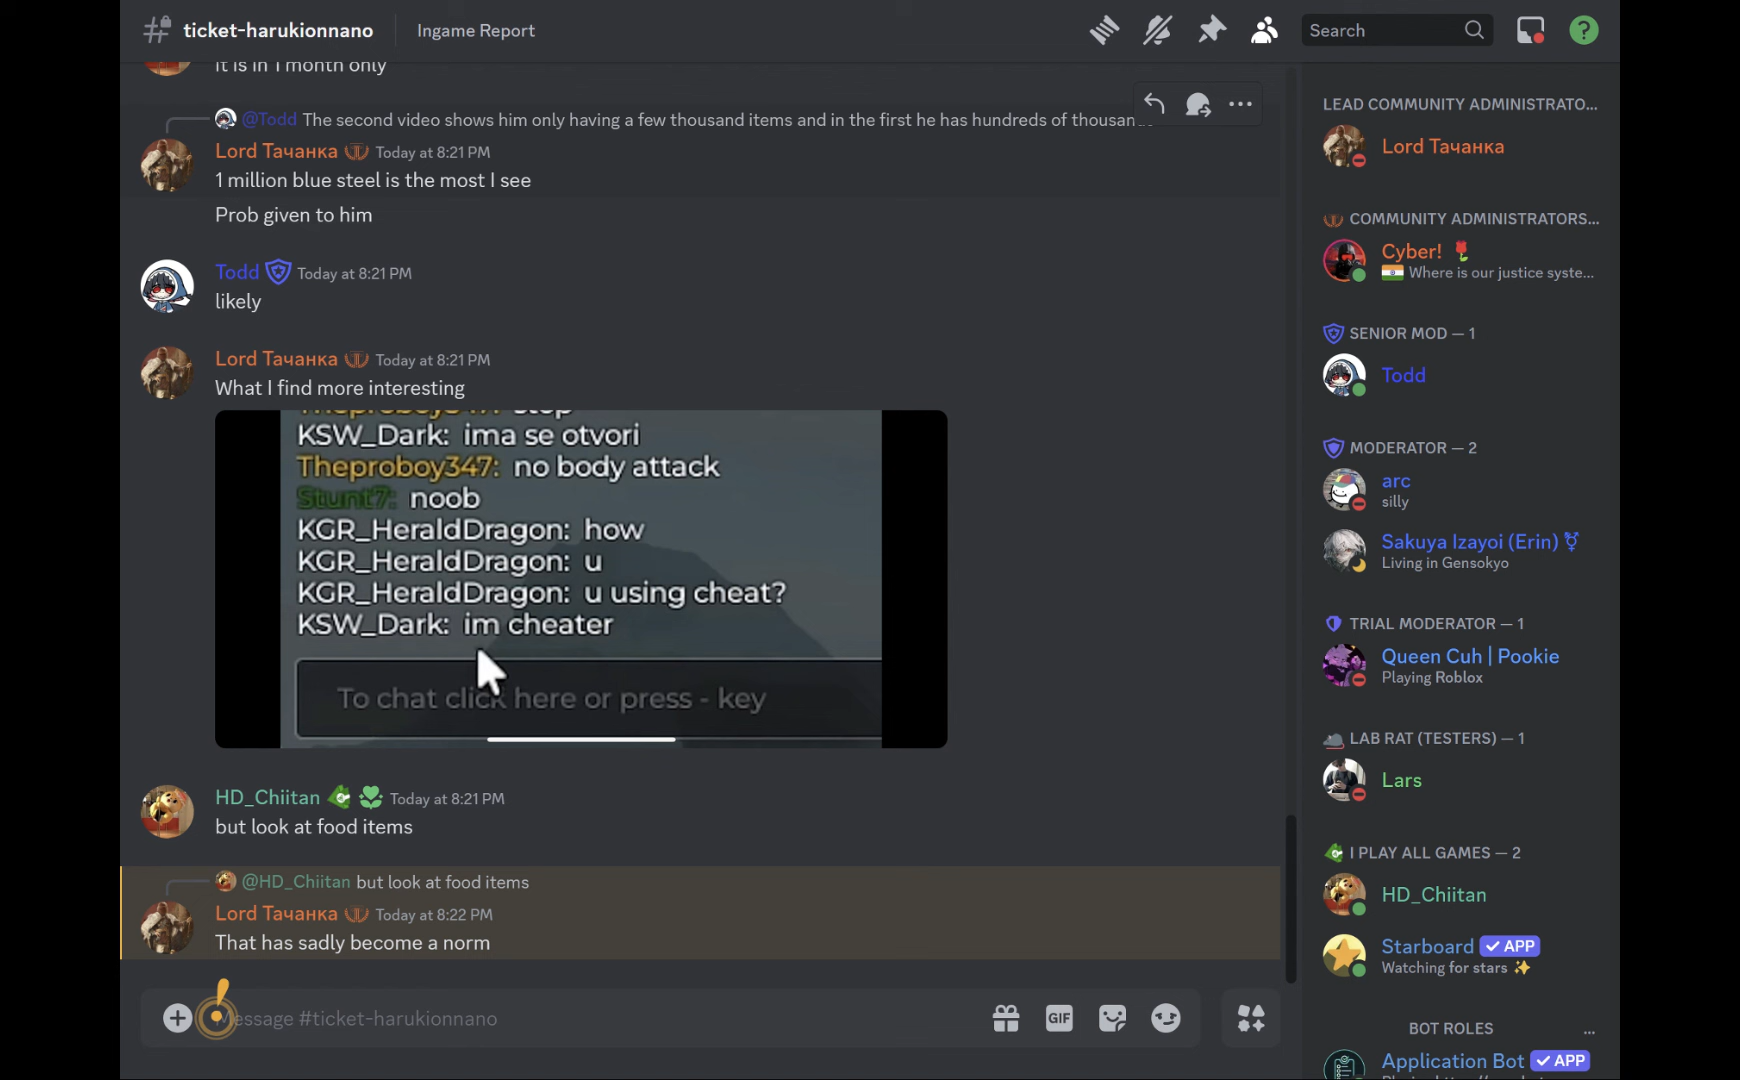 ticket-harukionnano
Ingame Report
Search
it is in 1 month only
@Todd The second video shows him only having a few thousand items and in the first he has hundreds of thousan
Lord Тачанка Today at 8:21 PM
1 million blue steel is the most I see
Prob given to him
Todd Today at 8:21 PM
likely
Lord Тачанка Today at 8:21 PM
What I find more interesting
Theproboy347: stop
KSW_Dark: ima se otvori
Theproboy347: no body attack
Stunt7: noob
KGR_HeraldDragon: how
KGR_HeraldDragon: u
KGR_HeraldDragon: u using cheat?
KSW_Dark: im cheater
To chat click here or press - key
HD_Chiitan Today at 8:21 PM
but look at food items
@HD_Chiitan but look at food items
Lord Тачанка Today at 8:22 PM
That has sadly become a norm
Message #ticket-harukionnano
GIF
LEAD COMMUNITY ADMINISTRATO...
Lord Тачанка
COMMUNITY ADMINISTRATORS...
Cyber!
Where is our justice syste...
SENIOR MOD — 1
Todd
MODERATOR — 2
arc
silly
Sakuya Izayoi (Erin) ⚧
Living in Gensokyo
TRIAL MODERATOR — 1
Queen Cuh | Pookie
Playing Roblox
LAB RAT (TESTERS) — 1
Lars
I PLAY ALL GAMES — 2
HD_Chiitan
Starboard ✓ APP
Watching for stars ✨
BOT ROLES ...
Application Bot ✓ APP